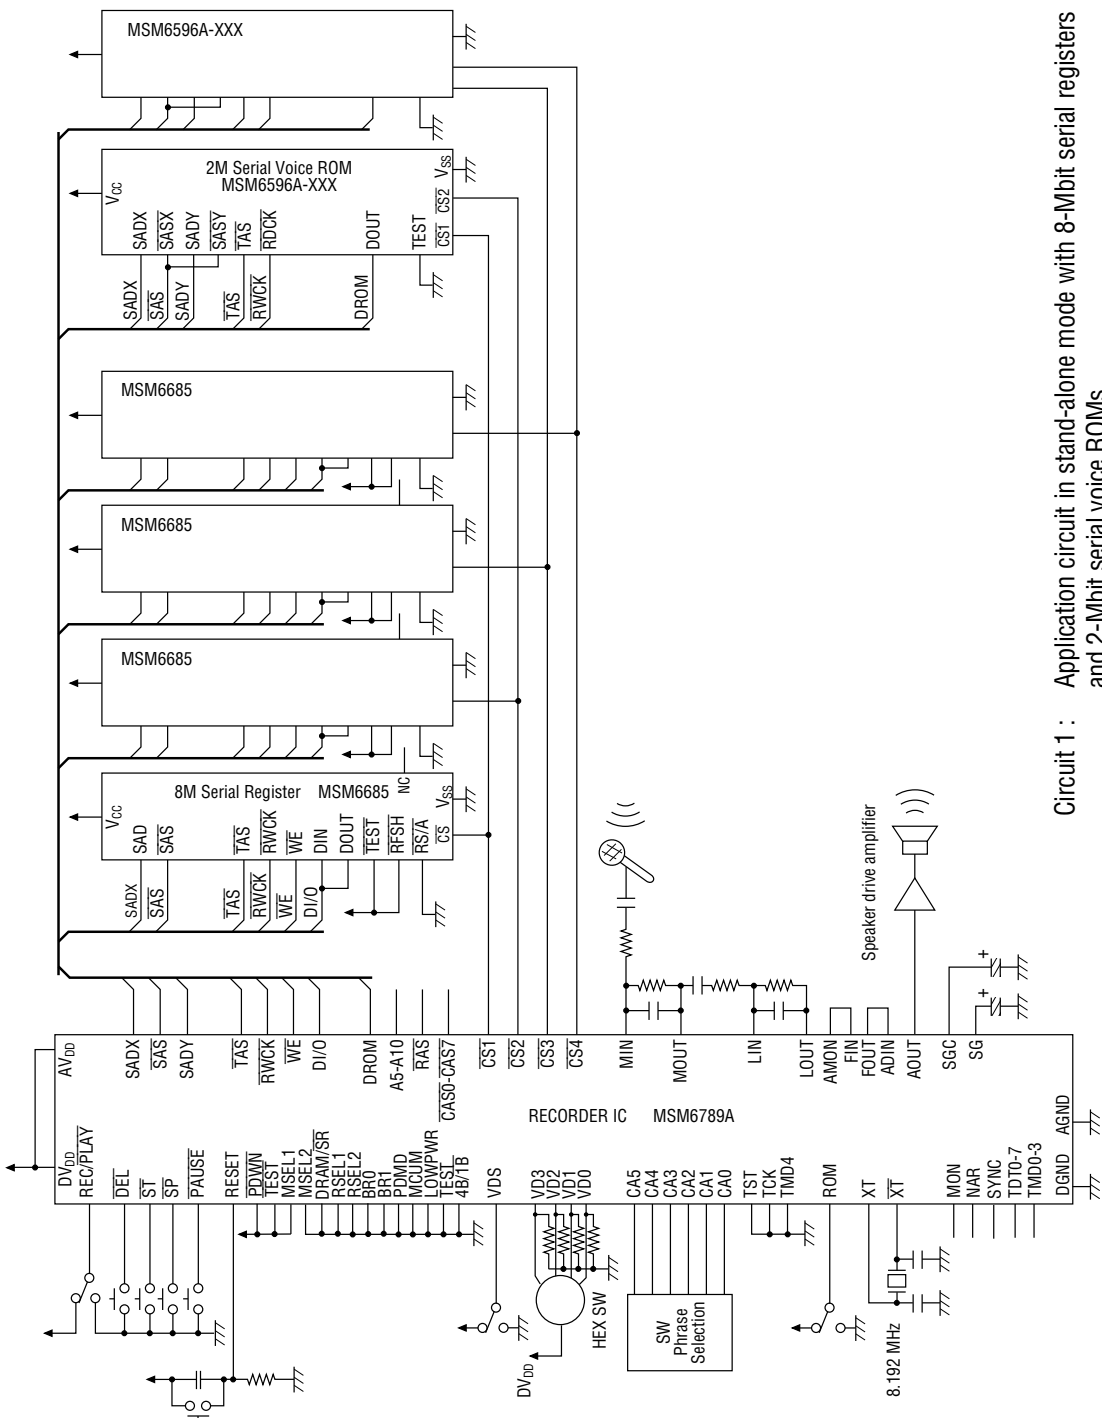 MSM6596A-XXX
2M Serial Voice ROM
MSM6596A-XXX
VCC
SADX
SASX
SADY
SASY
TAS
RDCK
DOUT
TEST
CS1
CS2
VSS
SADX
SAS
SADY
TAS
RWCK
DROM
MSM6685
MSM6685
MSM6685
8M Serial Register MSM6685
NC
VCC
SAD
SAS
TAS
RWCK
WE
DIN
DOUT
TEST
RFSH
RS/A
CS
VSS
SADX
SAS
TAS
RWCK
WE
DI/O
AVDD
SADX
SAS
SADY
TAS
RWCK
WE
DI/O
DROM
A5-A10
RAS
CAS0-CAS7
CS1
CS2
CS3
CS4
MIN
MOUT
LIN
LOUT
AMON
FIN
FOUT
ADIN
AOUT
SGC
SG
+
+
Speaker drive amplifier
RECORDER IC MSM6789A
DVDD
REC/PLAY
DEL
ST
SP
PAUSE
RESET
PDWN
TEST
MSEL1
MSEL2
DRAM/SR
RSEL1
RSEL2
BR0
BR1
PDMD
MCUM
LOWPWR
TEST
4B/1B
VDS
VD3
VD2
VD1
VD0
CA5
CA4
CA3
CA2
CA1
CA0
TST
TCK
TMD4
ROM
XT
XT
MON
NAR
SYNC
TDT0-7
TMD0-3
DGND
AGND
DVDD
HEX SW
SW
Phrase
Selection
8.192 MHz
Circuit 1 : Application circuit in stand-alone mode with 8-Mbit serial registers
and 2-Mbit serial voice ROMs